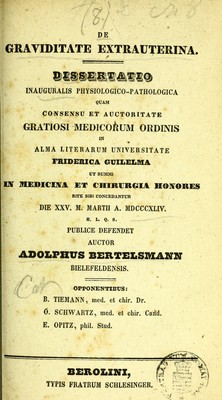 (8.)
DE
GRAVIDITATE EXTRAUTERINA.
DISSERTATIO
INAUGURALIS PHYSIOLOGICO-PATHOLOGICA
QUAM
CONSENSU ET AUCTORITATE
GRATIOSI MEDICORUM ORDINIS
IN
ALMA LITERARUM UNIVERSITATE
FRIDERICA GUILELMA
UT SUMMI
IN MEDICINA ET CHIRURGIA HONORES
RITE SIBI CONCEDANTUR
DIE XXV. M. MARTII A. MDCCCXLIV.
H. L. Q. S.
PUBLICE DEFENDET
AUCTOR
ADOLPHUS BERTELSMANN
BIELEFELDENSIS.
OPPONENTIBUS:
B. TIEMANN, med. et chir. Dr.
G. SCHWARTZ, med. et chir. Cand.
E. OPITZ, phil. Stud.
BEROLINI,
TYPIS FRATRUM SCHLESINGER.